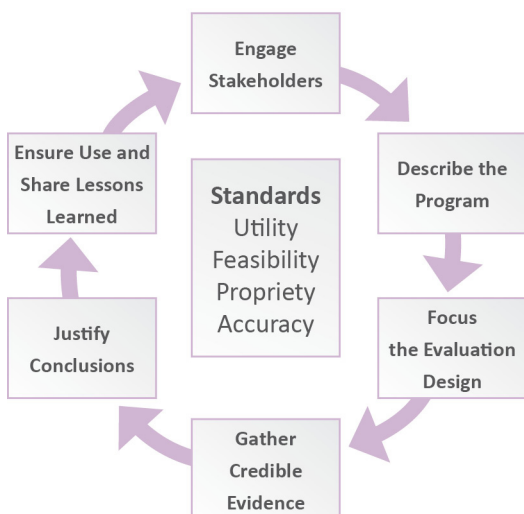 Engage
Stakeholders
Describe the
Program
Focus
the Evaluation
Design
Gather
Credible
Evidence
Justify
Conclusions
Ensure Use and
Share Lessons
Learned
Standards
Utility
Feasibility
Propriety
Accuracy